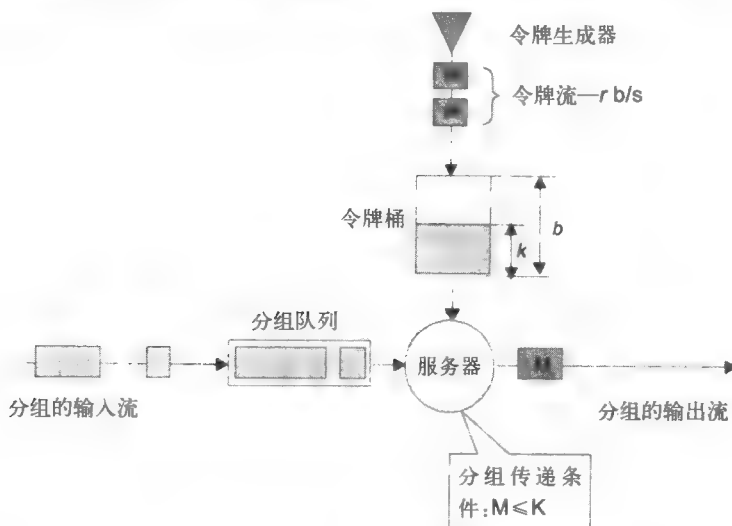 令牌生成器
令牌流—r b/s
令牌桶
b
k
分组队列
服务器
M
分组的输入流
分组的输出流
分组传递条
件:M≤K